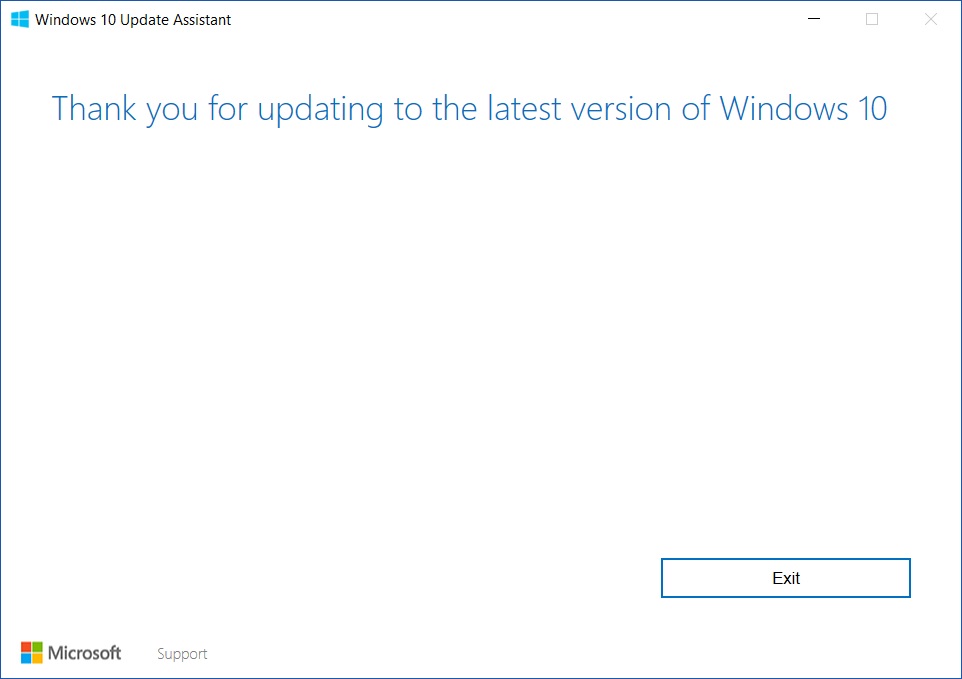 Windows 10 Update Assistant
Thank you for updating to the latest version of Windows 10
Exit
Microsoft Support